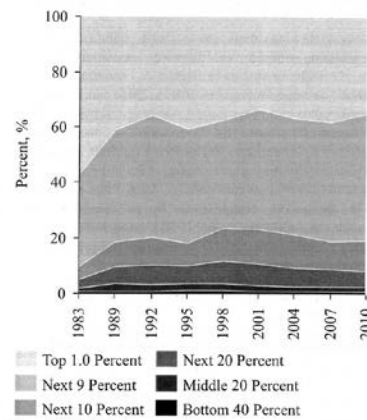 Percent, %
100
80
60
40
20
0
1983
1989
1992
1995
1998
2001
2004
2007
2010
Top 1.0 Percent
Next 20 Percent
Next 9 Percent
Middle 20 Percent
Next 10 Percent
Bottom 40 Percent